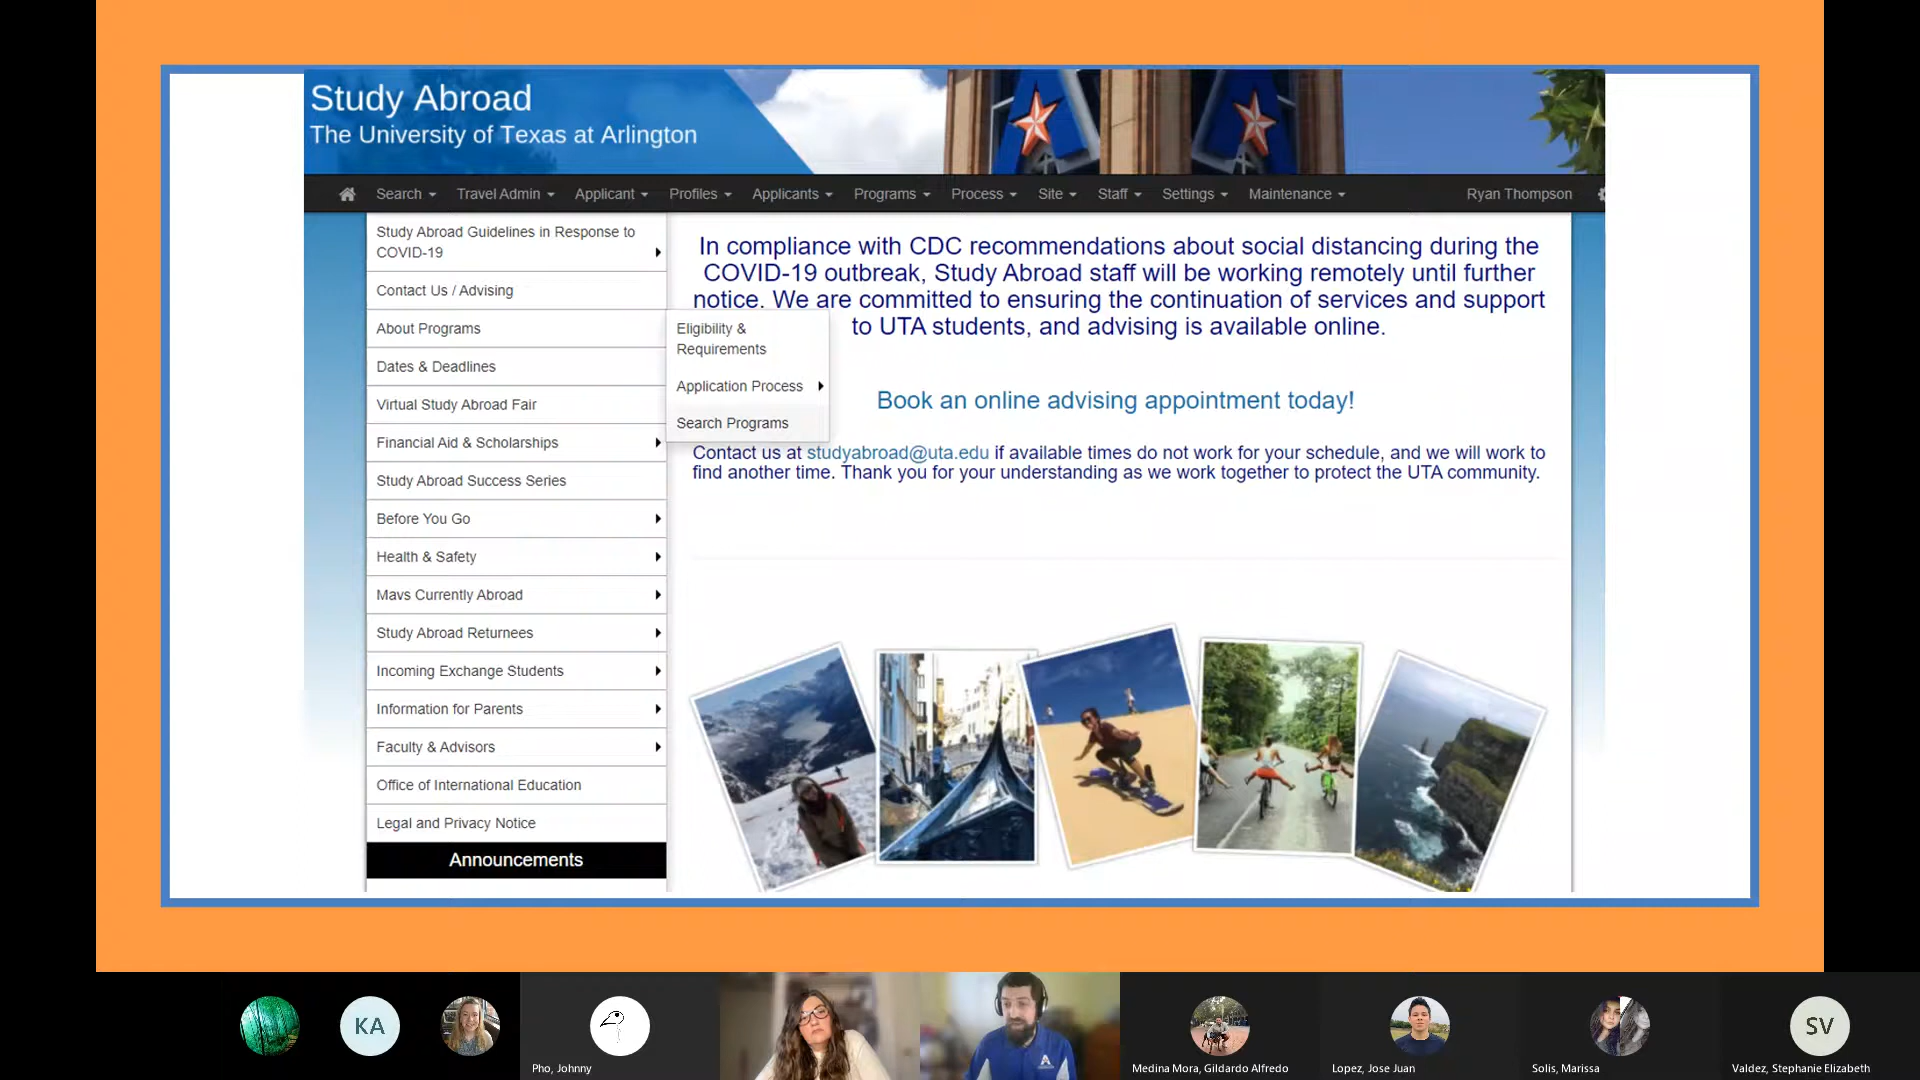 Study Abroad
The University of Texas at Arlington
Search
Travel Admin
Applicant
Profiles
Applicants
Programs
Process
Site
Staff
Settings
Maintenance
Ryan Thompson
Study Abroad Guidelines in Response to
COVID-19
Contact Us / Advising
About Programs
Dates & Deadlines
Virtual Study Abroad Fair
Financial Aid & Scholarships
Study Abroad Success Series
Before You Go
Health & Safety
Mavs Currently Abroad
Study Abroad Returnees
Incoming Exchange Students
Information for Parents
Faculty & Advisors
Office of International Education
Legal and Privacy Notice
Announcements
Eligibility &
Requirements
Application Process
Search Programs
In compliance with CDC recommendations about social distancing during the
COVID-19 outbreak, Study Abroad staff will be working remotely until further
notice. We are committed to ensuring the continuation of services and support
to UTA students, and advising is available online.
Book an online advising appointment today!
Contact us at studyabroad@uta.edu if available times do not work for your schedule, and we will work to
find another time. Thank you for your understanding as we work together to protect the UTA community.
KA
Pho, Johnny
Medina Mora, Gildardo Alfredo
Lopez, Jose Juan
Solis, Marissa
SV
Valdez, Stephanie Elizabeth